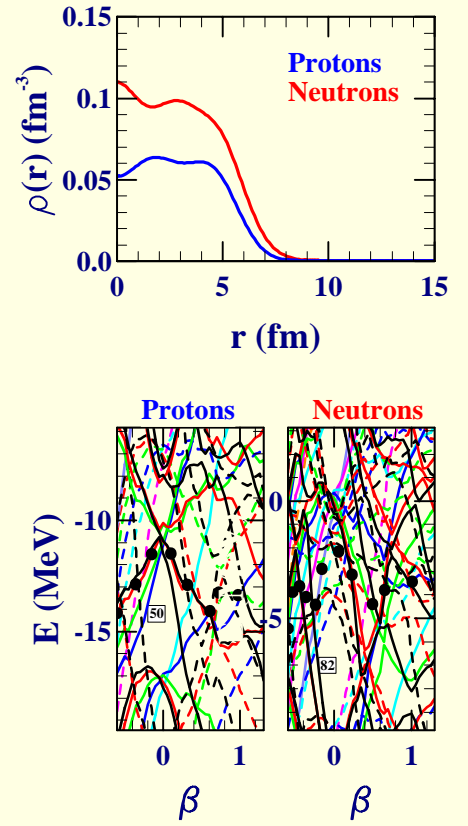 0.15
0.1
0.05
0.0
ρ(r) (fm⁻³)
Protons
Neutrons
0 5 10 15
r (fm)
Protons Neutrons
E (MeV)
-10
-15
50
0
-5
82
0 1 0 1
β β